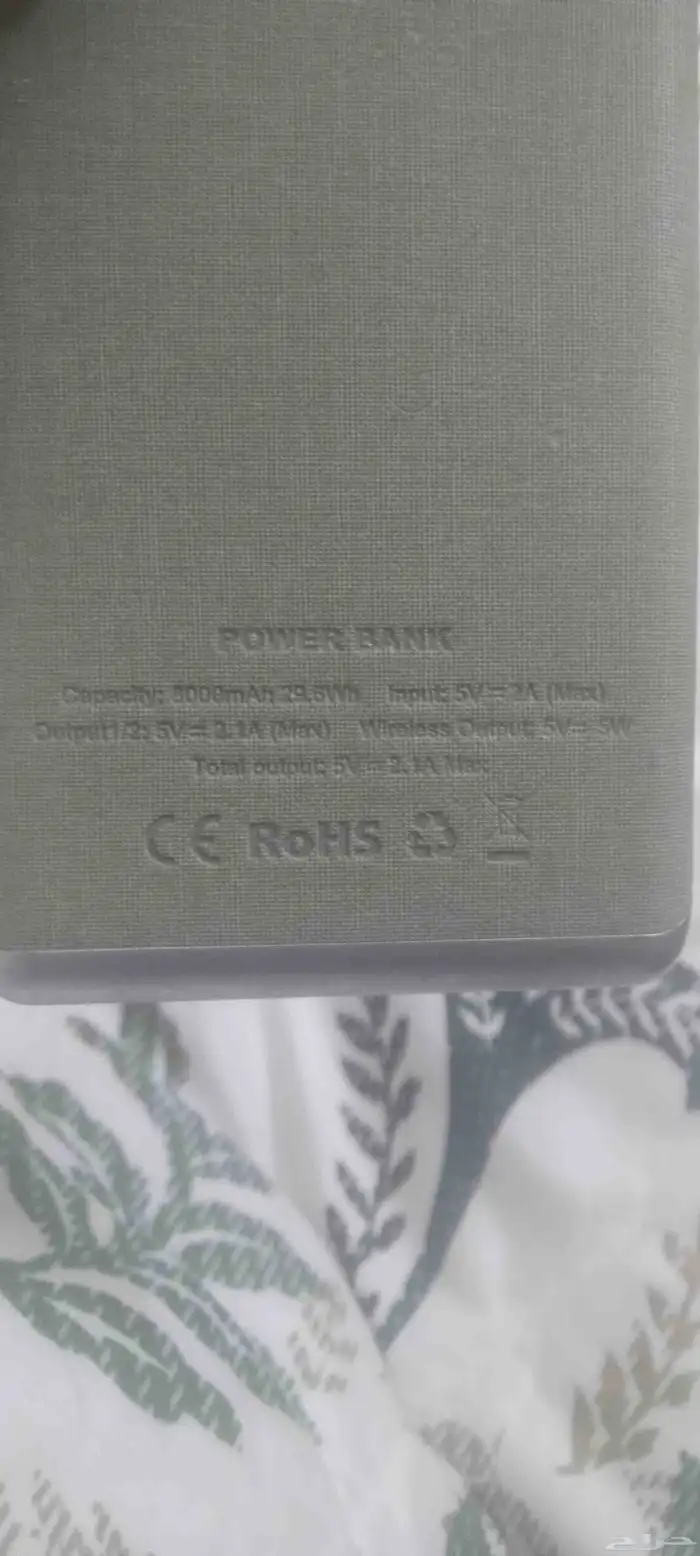 POWER BANK
Capacity: 8000mAh 29.6Wh Input: 5V⎓2A (Max)
Output1/2: 5V⎓2.1A (Max) Wireless Output: 5V⎓5W
Total output: 5V⎓2.1A Max
CE RoHS
حراج